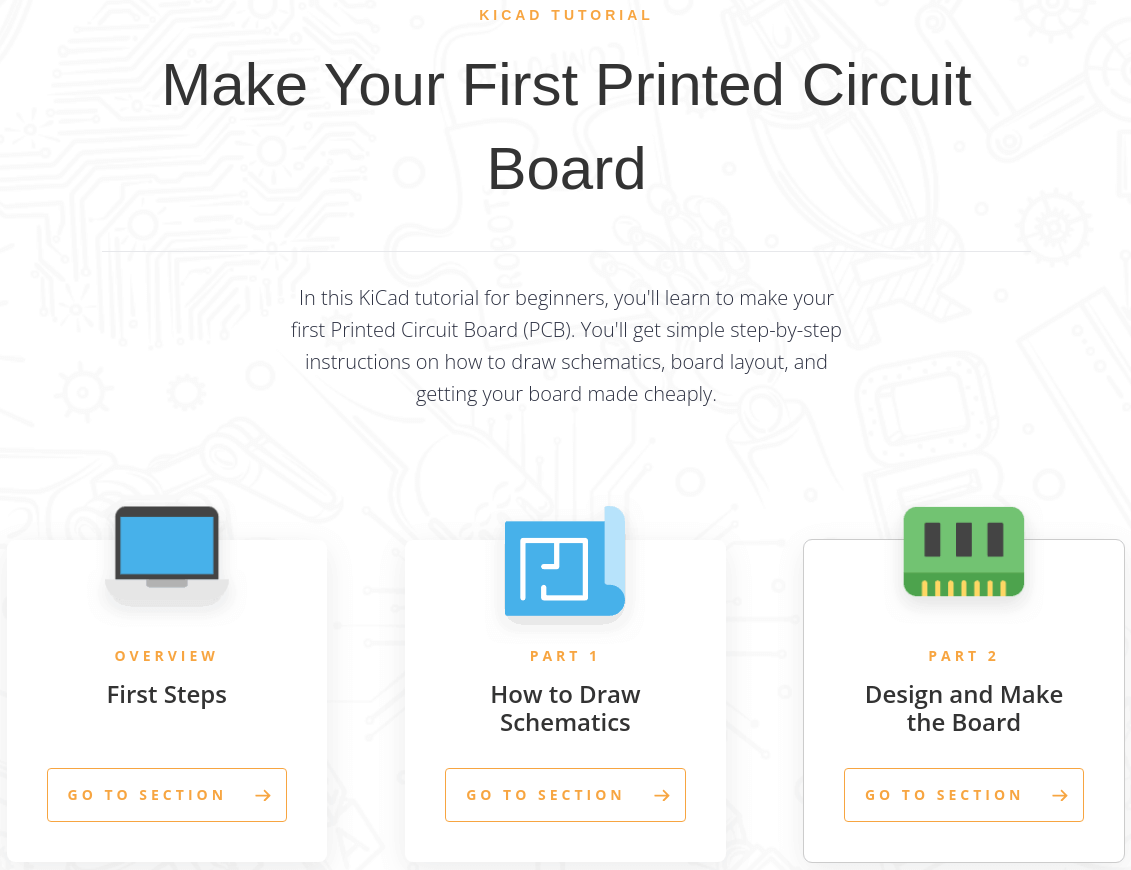 KICAD TUTORIAL
Make Your First Printed Circuit
Board
In this KiCad tutorial for beginners, you'll learn to make your
first Printed Circuit Board (PCB). You'll get simple step-by-step
instructions on how to draw schematics, board layout, and
getting your board made cheaply.
OVERVIEW
First Steps
GO TO SECTION
PART 1
How to Draw
Schematics
GO TO SECTION
PART 2
Design and Make
the Board
GO TO SECTION